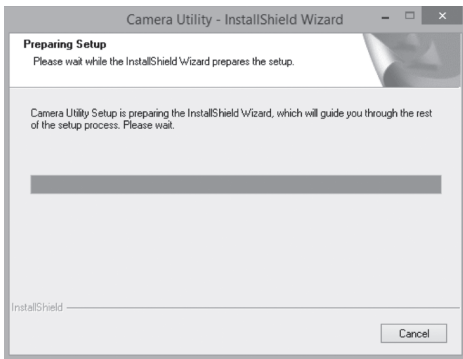 Camera Utility - InstallShield Wizard
Preparing Setup
Please wait while the InstallShield Wizard prepares the setup.
Camera Utility Setup is preparing the InstallShield Wizard, which will guide you through the rest
of the setup process. Please wait.
InstallShield
Cancel